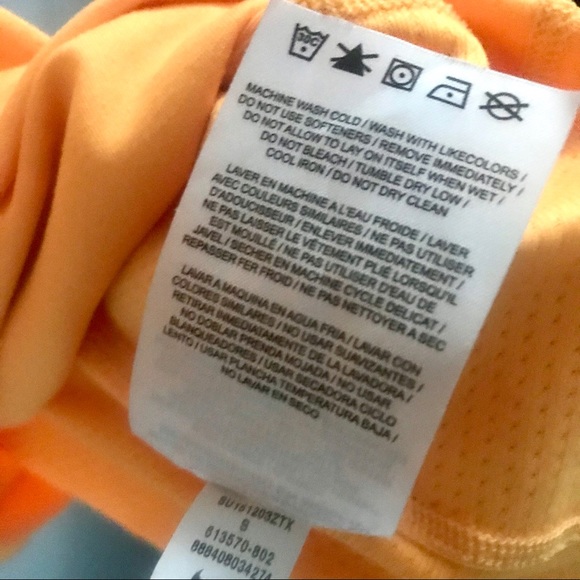 30C
MACHINE WASH COLD / WASH WITH LIKECOLORS /
DO NOT USE SOFTENERS / REMOVE IMMEDIATELY /
DO NOT ALLOW TO LAY ON ITSELF WHEN WET /
DO NOT BLEACH / TUMBLE DRY LOW /
COOL IRON / DO NOT DRY CLEAN
LAVER EN MACHINE A L'EAU FROIDE / LAVER
AVEC COULEURS SIMILAIRES / NE PAS UTILISER
D'ADOUCISSEUR / ENLEVER IMMEDIATEMENT /
NE PAS LAISSER LE VÊTEMENT PLIÉ LORSQU'IL
EST MOUILLÉ / NE PAS UTILISER D'EAU DE
JAVEL / SECHER EN MACHINE CYCLE DELICAT /
REPASSER FER FROID / NE PAS NETTOYER A SEC
LAVAR A MAQUINA EN AGUA FRIA / LAVAR CON
COLORES SIMILARES / NO USAR SUAVIZANTES /
RETIRAR INMEDIATAMENTE DE LA LAVADORA /
NO DOBLAR PRENDA MOJADA / NO USAR
BLANQUEADORES / USAR SECADORA CICLO
LENTO / USAR PLANCHA TEMPERATURA BAJA /
NO LAVAR EN SECO
613570-802